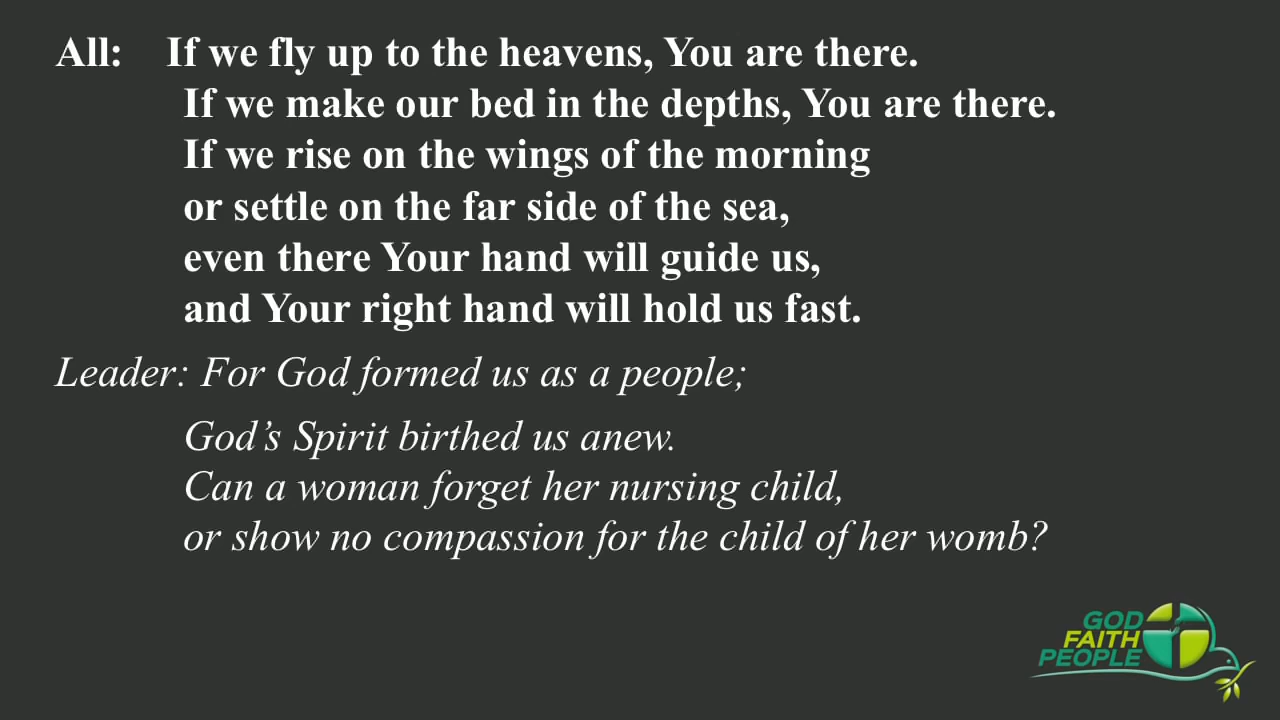 All: If we fly up to the heavens, You are there.
If we make our bed in the depths, You are there.
If we rise on the wings of the morning
or settle on the far side of the sea,
even there Your hand will guide us,
and Your right hand will hold us fast.
Leader: For God formed us as a people;
God’s Spirit birthed us anew.
Can a woman forget her nursing child,
or show no compassion for the child of her womb?
GOD
FAITH
PEOPLE